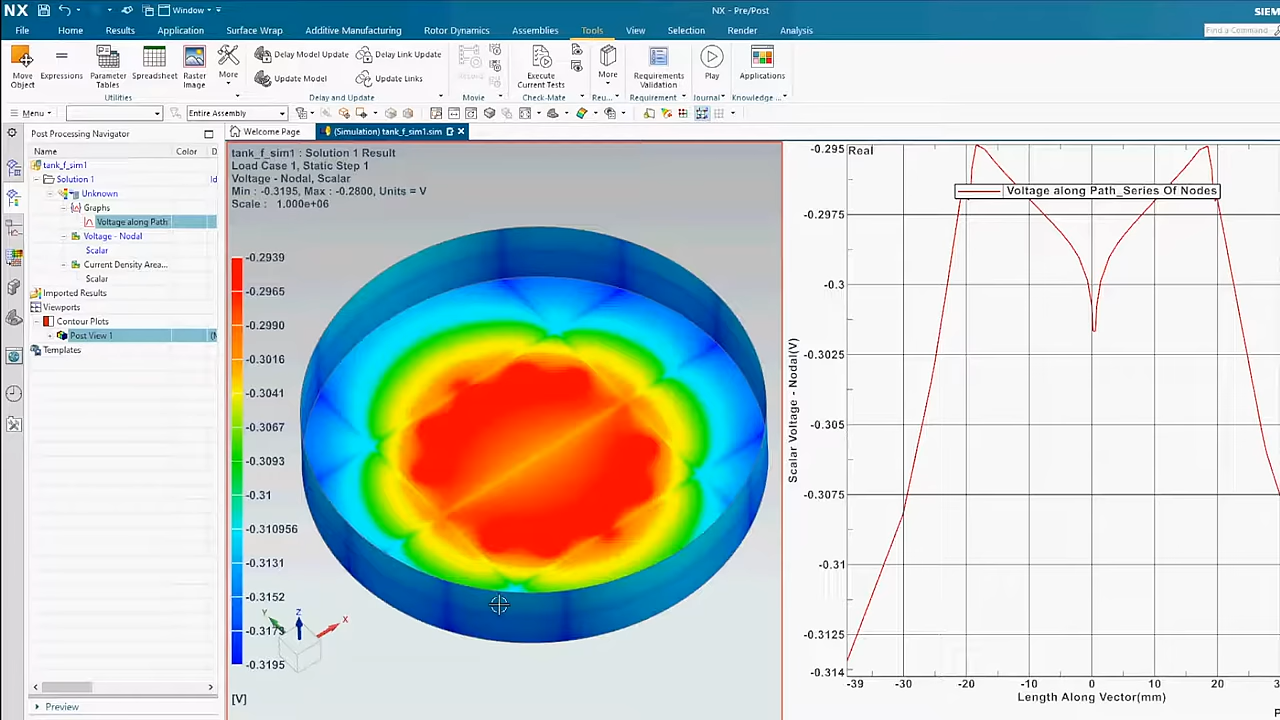 NX Window NX - Pre/Post SIEM
File Home Results Application Surface Wrap Additive Manufacturing Rotor Dynamics Assemblies Tools View Selection Render Analysis Find a Command
Move Object Expressions Parameter Tables Spreadsheet Raster Image More Delay Model Update Delay Link Update Update Model Update Links Execute Current Tests More Requirements Validation Play Applications
Utilities Delay and Update Movie Check-Mate Reu... Requirement Journal Knowledge ...
Menu Entire Assembly
Post Processing Navigator Welcome Page (Simulation) tank_f_sim1.sim
Name Color D
tank_f_sim1
Solution 1 Id
Unknown
Graphs
Voltage along Path
Voltage - Nodal
Scalar
Current Density Area...
Scalar
Imported Results
Viewports
Contour Plots
Post View 1
Templates
Preview
tank_f_sim1 : Solution 1 Result
Load Case 1, Static Step 1
Voltage - Nodal, Scalar
Min : -0.3195, Max : -0.2800, Units = V
Scale : 1.000e+06
-0.2939
-0.2965
-0.2990
-0.3016
-0.3041
-0.3067
-0.3093
-0.31
-0.310956
-0.3131
-0.3152
-0.3173
-0.3195
[V]
X
Y
Z
Real
Voltage along Path_Series Of Nodes
-0.295
-0.2975
-0.3
-0.3025
-0.305
-0.3075
-0.31
-0.3125
-0.314
Scalar Voltage - Nodal(V)
-39 -30 -20 -10 0 10 20
Length Along Vector(mm)